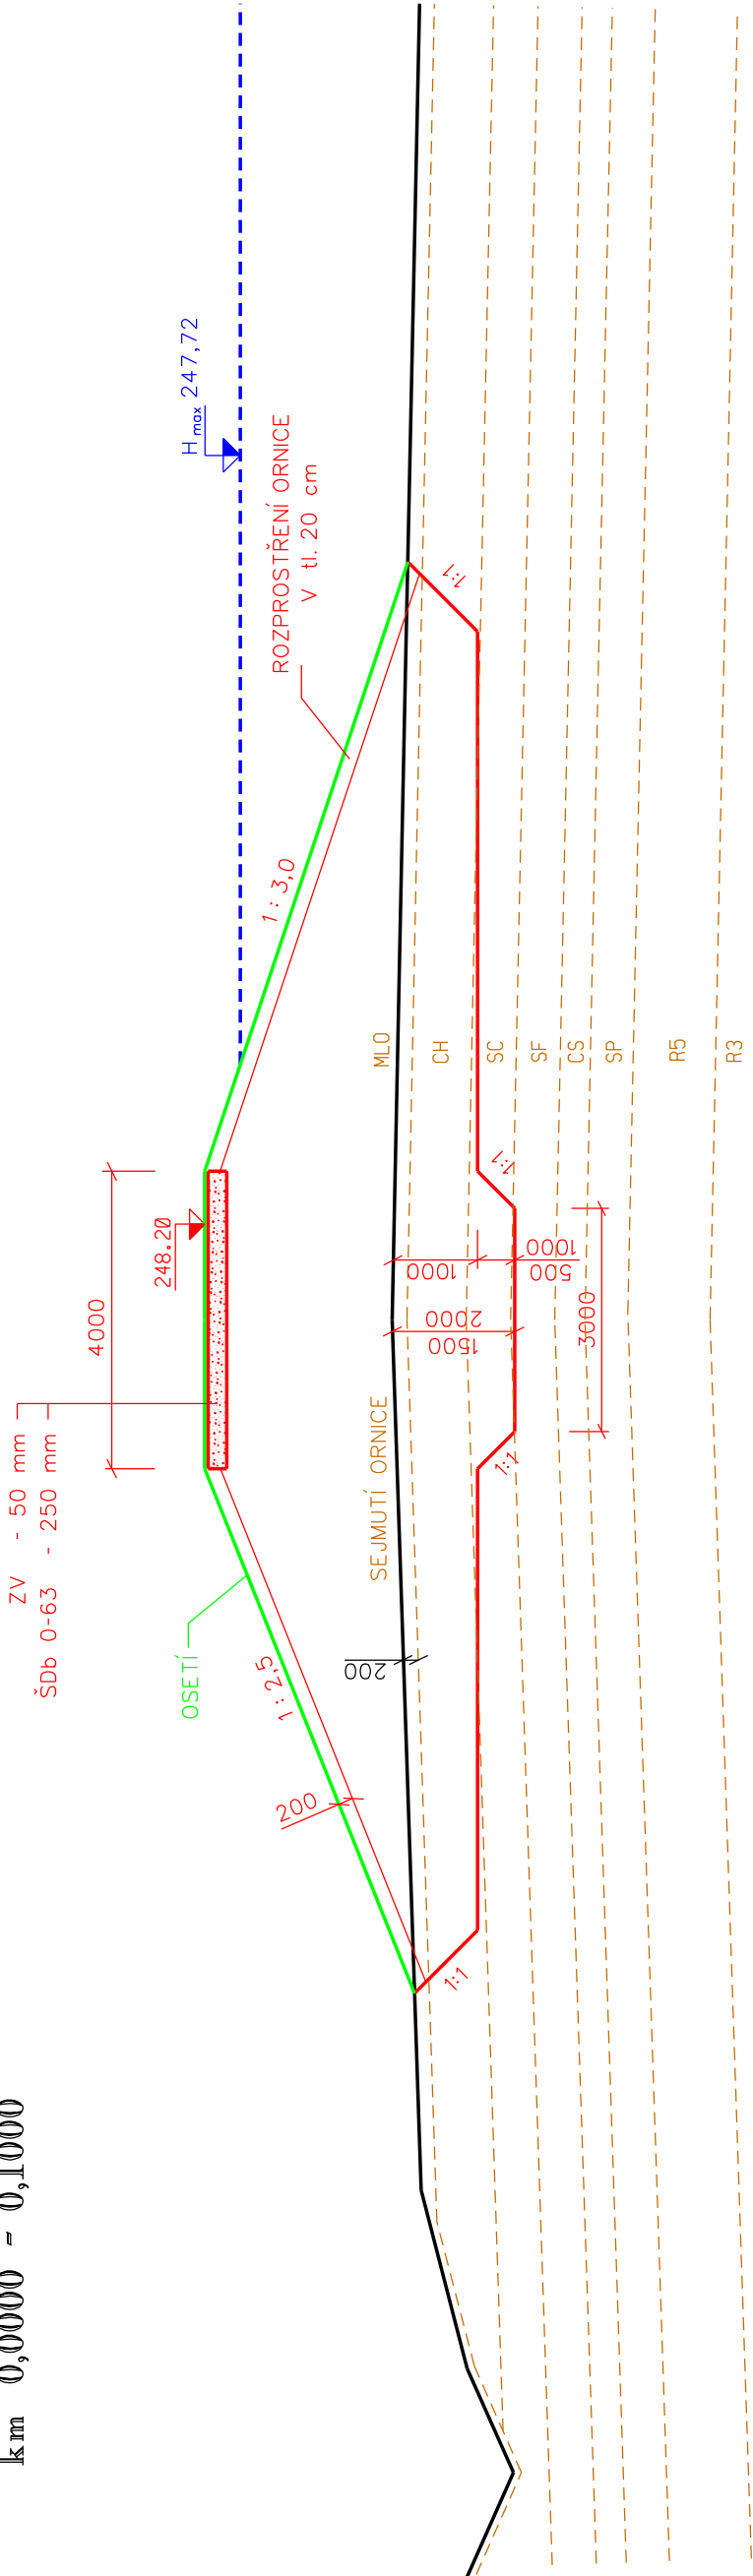 km 0,0000 - 0,1000
ZV - 50 mm
ŠDb 0-63 - 250 mm
4000
248.20
Hmax 247,72
ROZPROSTŘENÍ ORNICE
V tl. 20 cm
OSETÍ
1 : 2,5
1 : 3,0
200
200
SEJMUTÍ ORNICE
MLO
CH
SC
SF
CS
SP
R5
R3
1:1
1:1
1:1
1:1
1000
1000
500
2000
1500
3000